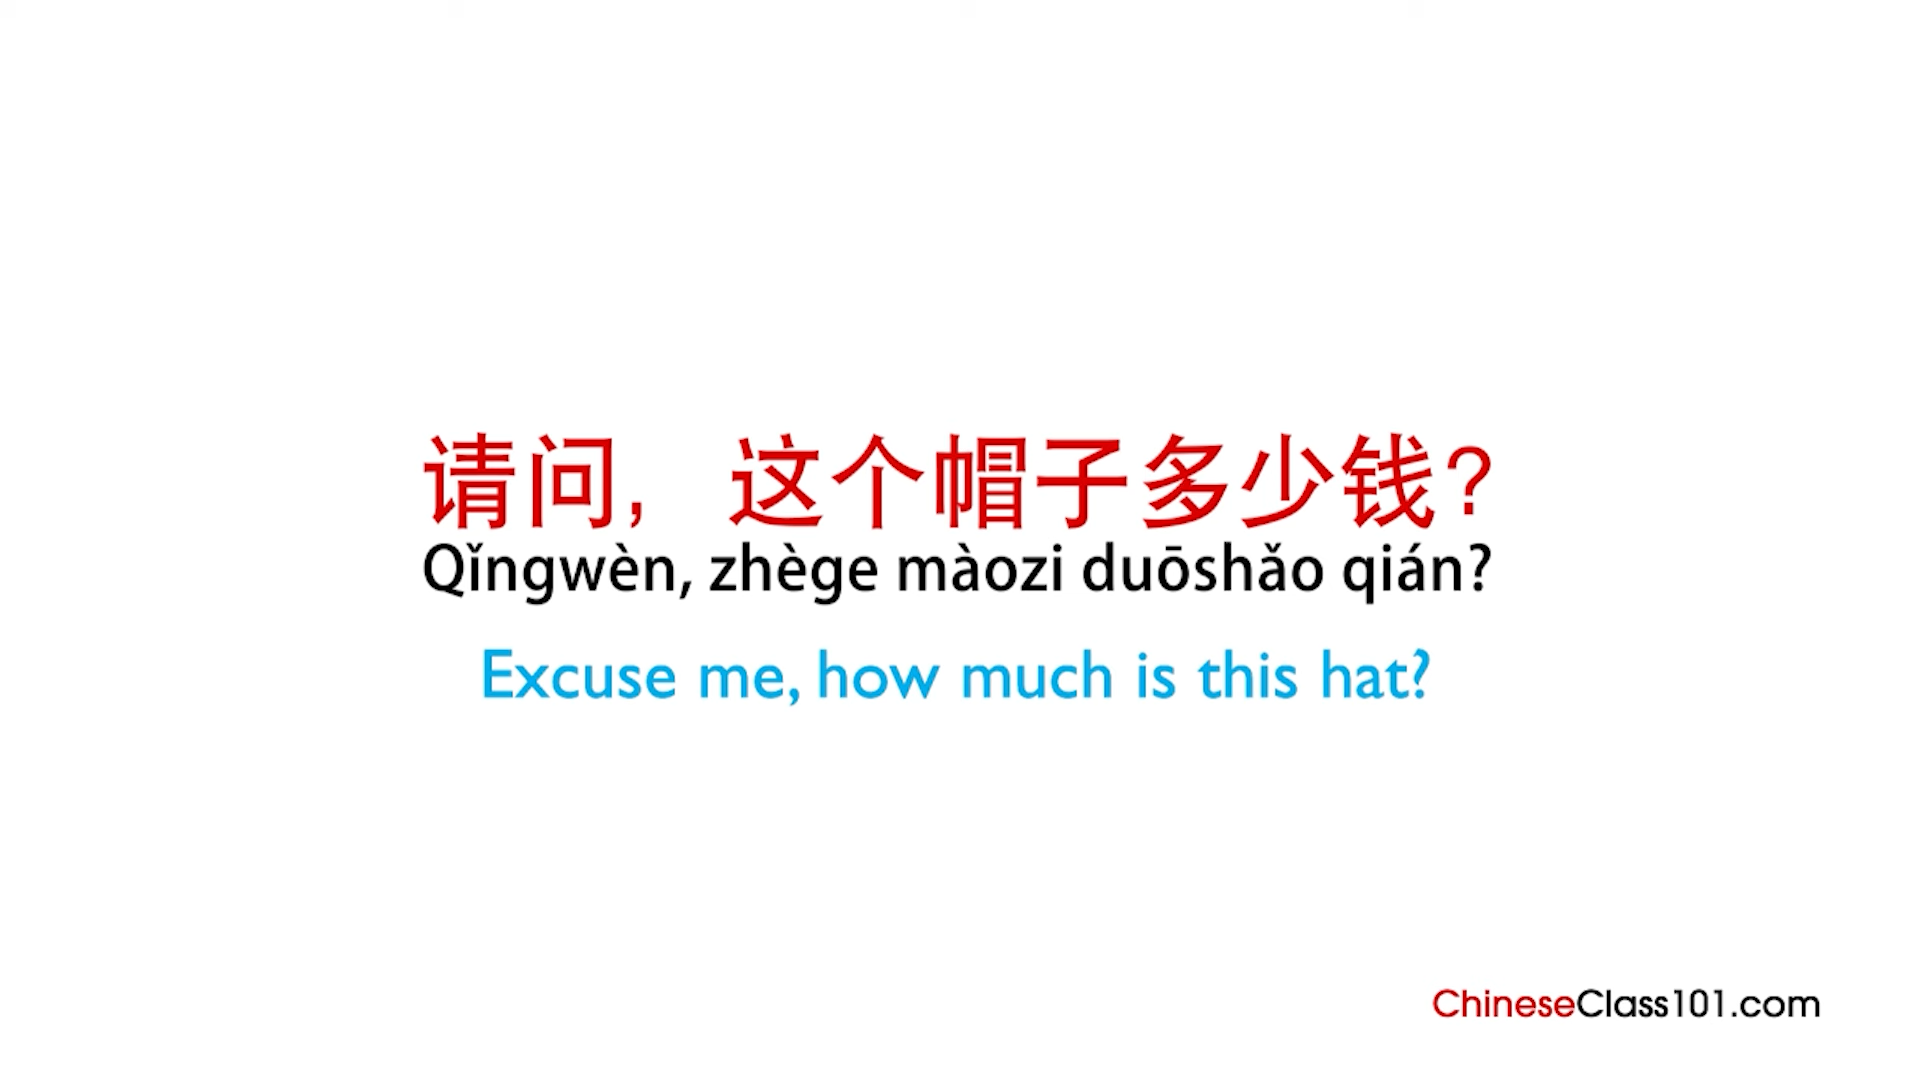 请问，这个帽子多少钱？
Qǐngwèn, zhège màozi duōshǎo qián?
Excuse me, how much is this hat?
ChineseClass101.com